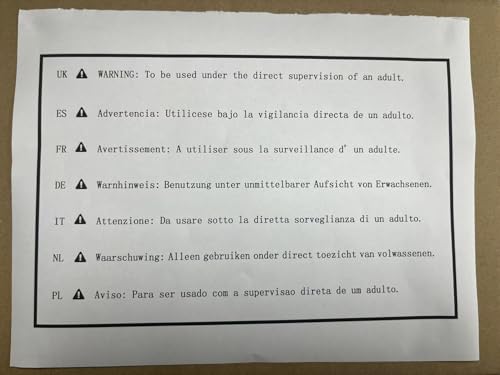 UK ⚠ WARNING: To be used under the direct supervision of an adult.
ES ⚠ Advertencia: Utilicese bajo la vigilancia directa de un adulto.
FR ⚠ Avertissement: A utiliser sous la surveillance d' un adulte.
DE ⚠ Warnhinweis: Benutzung unter unmittelbarer Aufsicht von Erwachsenen.
IT ⚠ Attenzione: Da usare sotto la diretta sorveglianza di un adulto.
NL ⚠ Waarschuwing: Alleen gebruiken onder direct toezicht van volwassenen.
PL ⚠ Aviso: Para ser usado com a supervisao direta de um adulto.